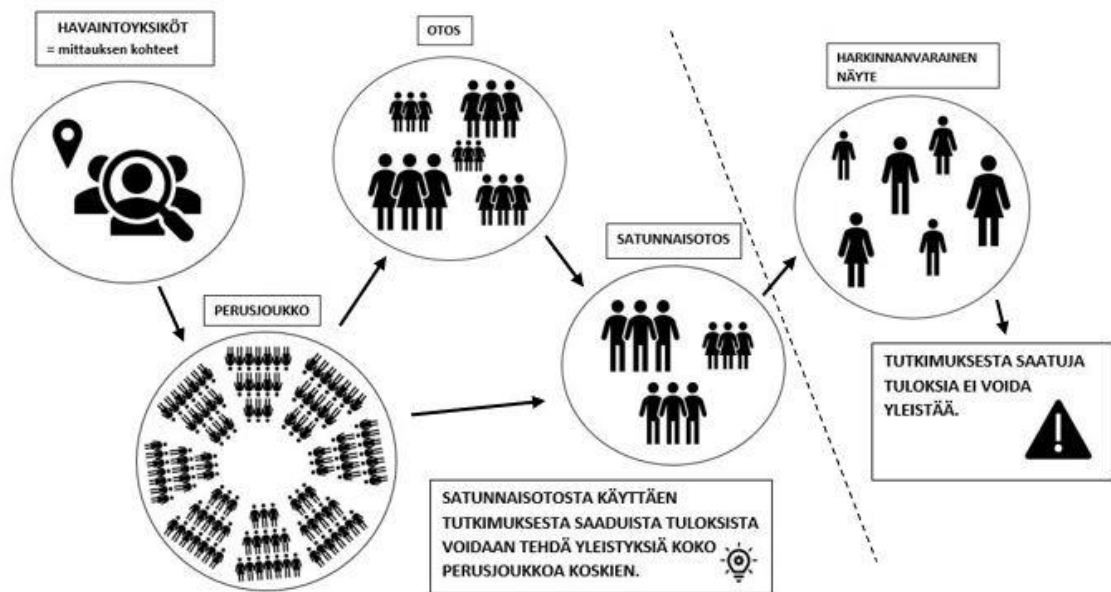 HAVAINTOYKSIKÖT
= mittauksen kohteet
OTOS
HARKINNANVARAINEN
NÄYTE
SATUNNAISOTOS
PERUSJOUKKO
TUTKIMUKSESTA SAATUJA
TULOKSIA EI VOIDA
YLEISTÄÄ.
SATUNNAISOTOSTA KÄYTTÄEN
TUTKIMUKSESTA SAADUISTA TULOKSISTA
VOIDAAN TEHDÄ YLEISTYKSIÄ KOKO
PERUSJOUKKOA KOSKIEN.